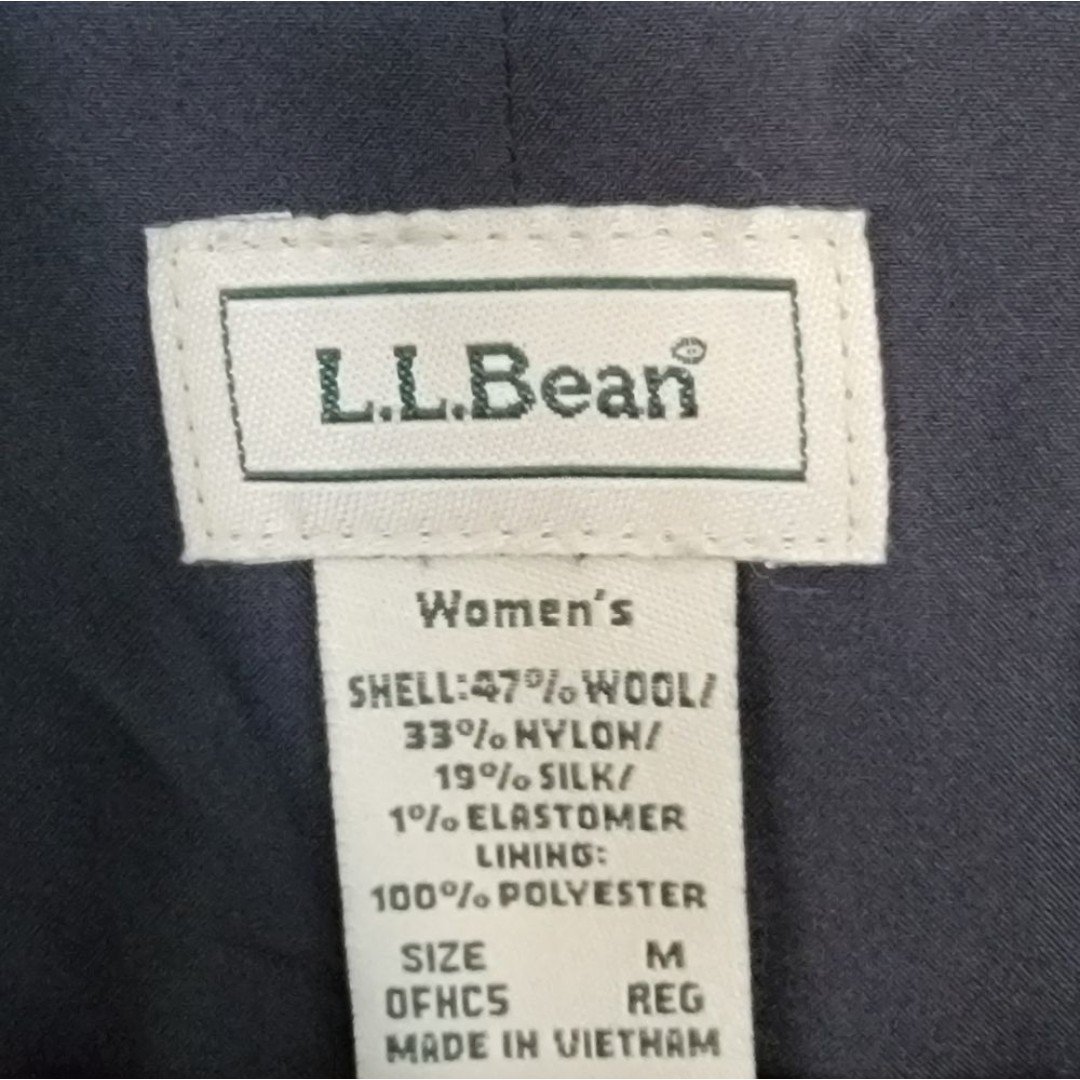 L.L.Bean®
Women's
SHELL:47% WOOL/
33% NYLON/
19% SILK/
1% ELASTOMER
LINING:
100% POLYESTER
SIZE M
0FHC5 REG
MADE IN VIETNAM